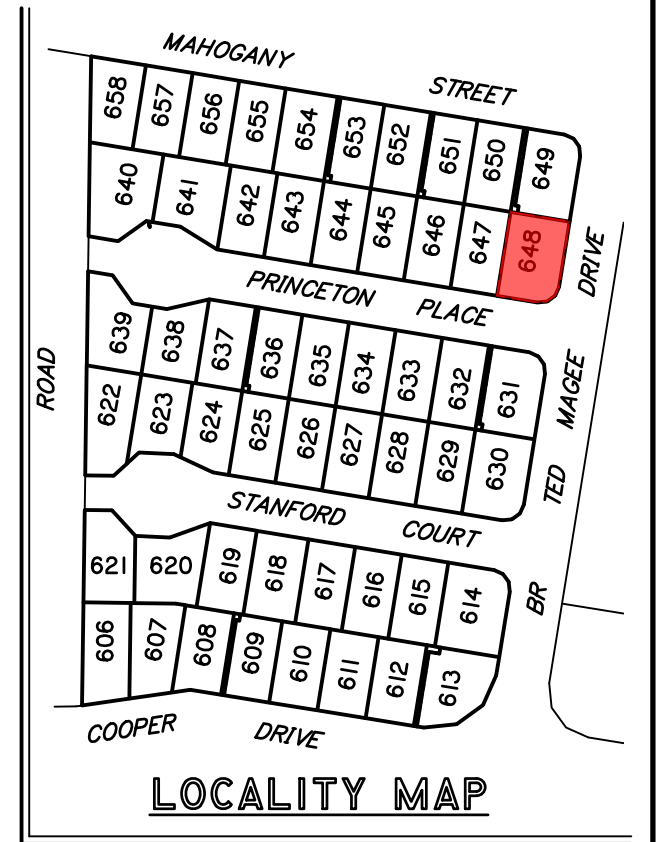 MAHOGANY STREET
658 657 656 655 654 653 652 651 650 649
640 641 642 643 644 645 646 647 648
DRIVE
PRINCETON PLACE
639 638 637 636 635 634 633 632 631
ROAD
MAGEE
622 623 624 625 626 627 628 629 630
TED
STANFORD COURT
621 620 619 618 617 616 615 614
BR
606 607 608 609 610 611 612 613
COOPER DRIVE
LOCALITY MAP